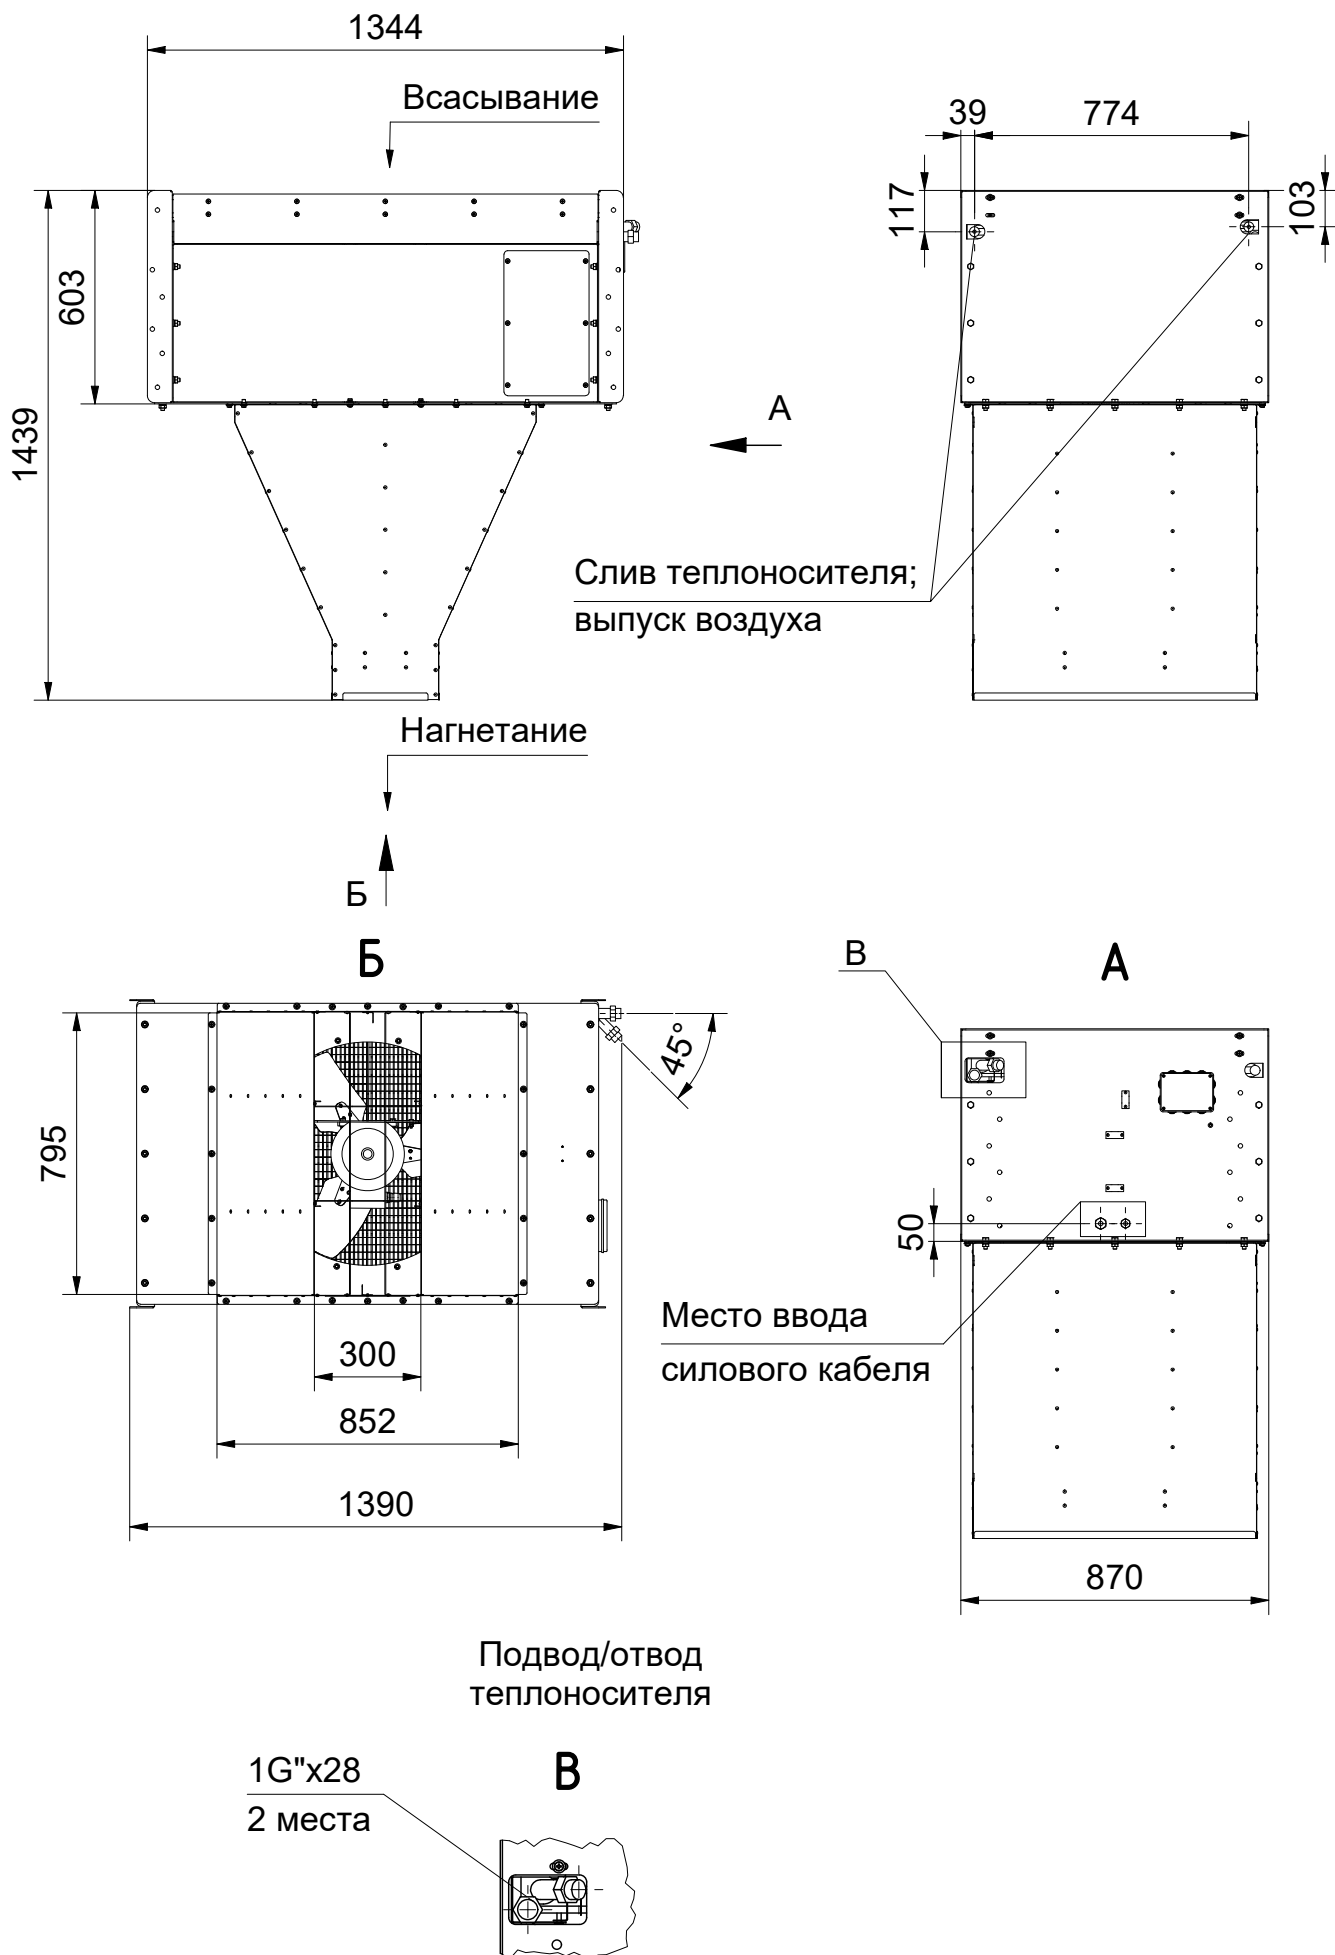 1344
Всасывание
39
774
117
103
603
1439
А
Слив теплоносителя;
выпуск воздуха
Нагнетание
Б
Б
В
А
45°
795
50
Место ввода
силового кабеля
300
852
1390
870
Подвод/отвод
теплоносителя
В
1G"x28
2 места